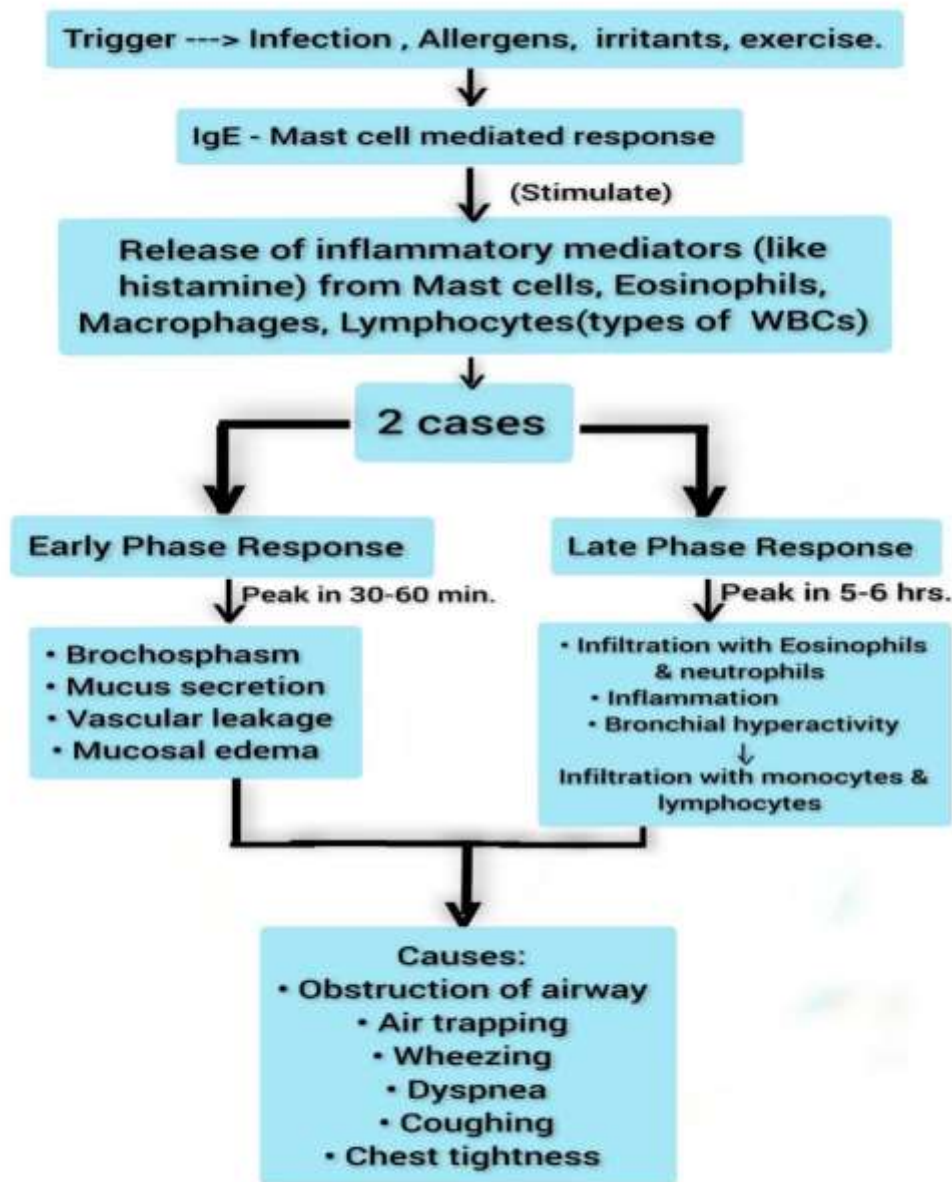 Trigger ---> Infection , Allergens, irritants, exercise.
IgE - Mast cell mediated response
(Stimulate)
Release of inflammatory mediators (like
histamine) from Mast cells, Eosinophils,
Macrophages, Lymphocytes(types of WBCs)
2 cases
Early Phase Response
Peak in 30-60 min.
• Brochosphasm
• Mucus secretion
• Vascular leakage
• Mucosal edema
Late Phase Response
Peak in 5-6 hrs.
• Infiltration with Eosinophils
& neutrophils
• Inflammation
• Bronchial hyperactivity
Infiltration with monocytes &
lymphocytes
Causes:
• Obstruction of airway
• Air trapping
• Wheezing
• Dyspnea
• Coughing
• Chest tightness